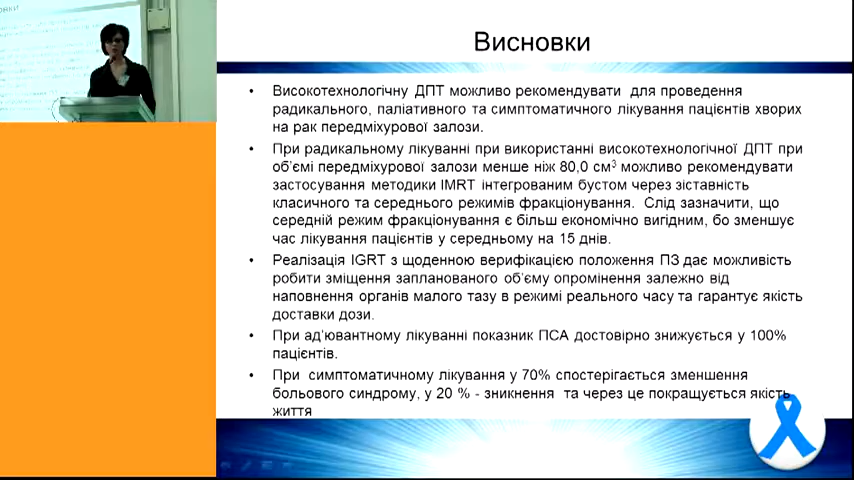 Висновки
• Високотехнологічну ДПТ можливо рекомендувати для проведення
радикального, паліативного та симптоматичного лікування пацієнтів хворих
на рак передміхурової залози.
• При радикальному лікуванні при використанні високотехнологічної ДПТ при
об’ємі передміхурової залози менше ніж 80,0 см³ можливо рекомендувати
застосування методики IMRT інтегрованим бустом через зіставність
класичного та середнього режимів фракціонування. Слід зазначити, що
середній режим фракціонування є більш економічно вигідним, бо зменшує
час лікування пацієнтів у середньому на 15 днів.
• Реалізація IGRT з щоденною верифікацією положення ПЗ дає можливість
робити зміщення запланованого об’єму опромінення залежно від
наповнення органів малого тазу в режимі реального часу та гарантує якість
доставки дози.
• При ад’ювантному лікуванні показник ПСА достовірно знижується у 100%
пацієнтів.
• При симптоматичному лікування у 70% спостерігається зменшення
больового синдрому, у 20 % - зникнення та через це покращується якість
життя